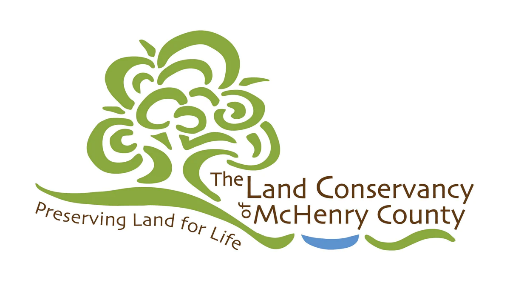 The Land Conservancy
of McHenry County
Preserving Land for Life